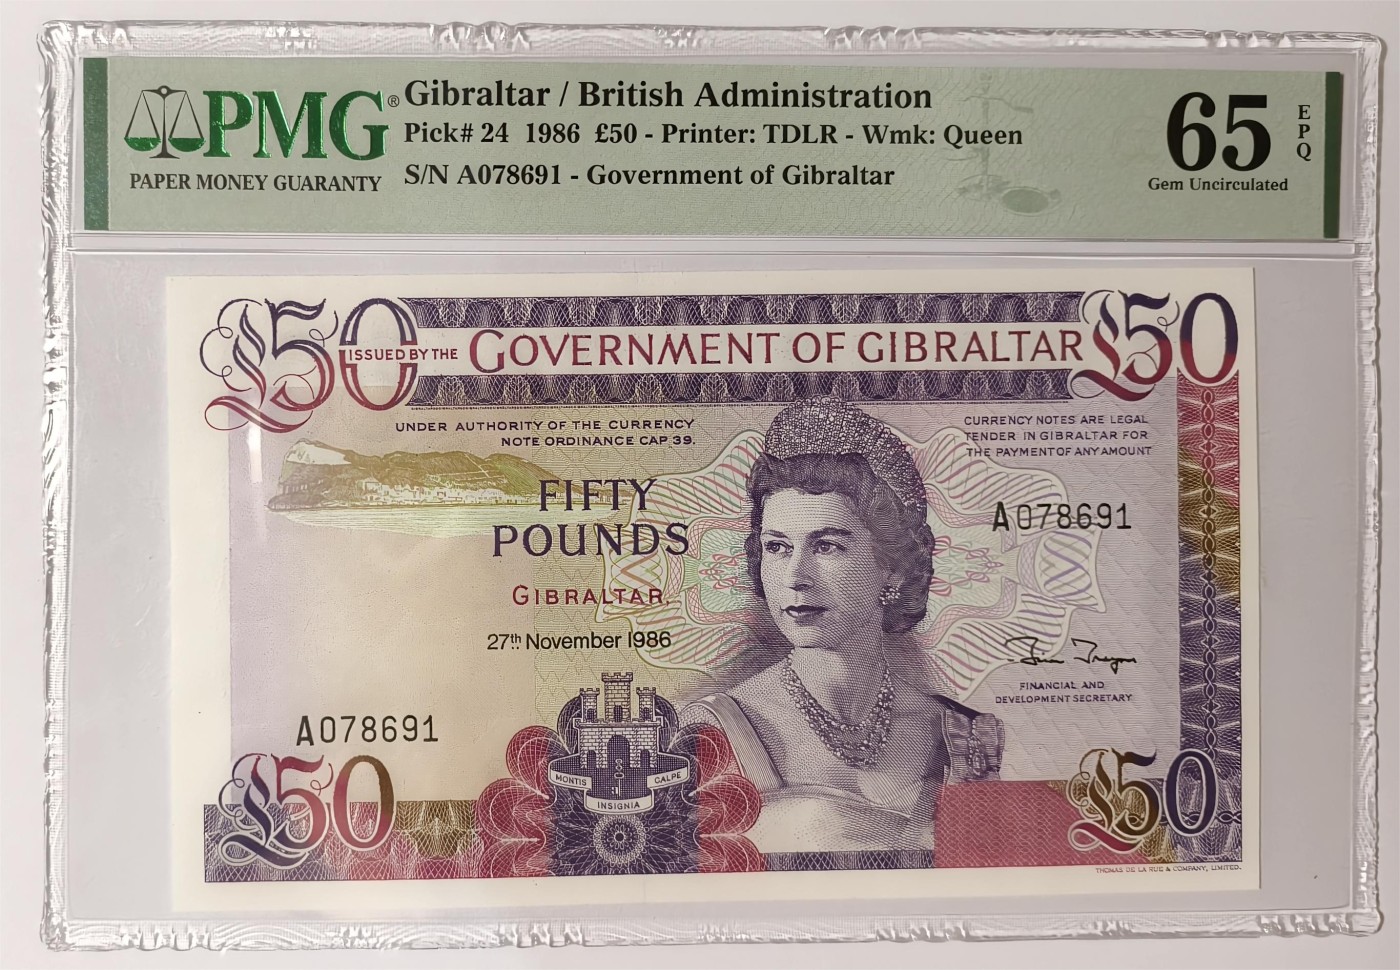 PMG®
PAPER MONEY GUARANTY
Gibraltar / British Administration
Pick# 24 1986 £50 - Printer: TDLR - Wmk: Queen
S/N A078691 - Government of Gibraltar
65
EPQ
Gem Uncirculated
£50
ISSUED BY THE GOVERNMENT OF GIBRALTAR
£50
UNDER AUTHORITY OF THE CURRENCY
NOTE ORDINANCE CAP 39.
CURRENCY NOTES ARE LEGAL
TENDER IN GIBRALTAR FOR
THE PAYMENT OF ANY AMOUNT
FIFTY
POUNDS
A078691
GIBRALTAR,
27th November 1986
FINANCIAL AND
DEVELOPMENT SECRETARY
A078691
MONTIS INSIGNIA CALPE
£50
£50
THOMAS DE LA RUE & COMPANY, LIMITED.